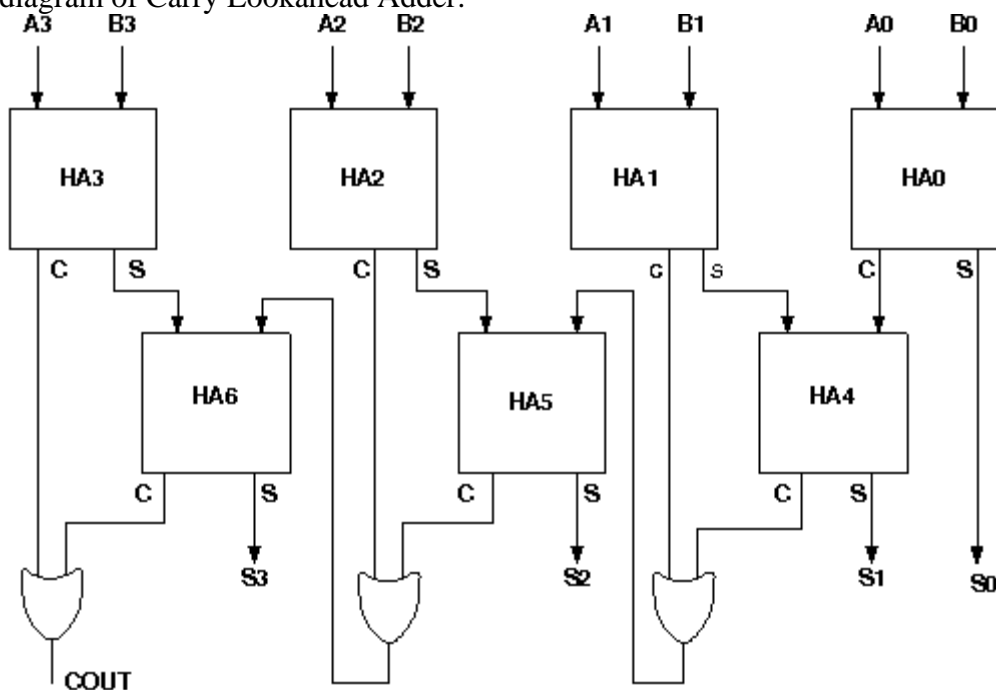 diagram of Carry Lookahead Adder:
A3 B3 A2 B2 A1 B1 A0 B0
HA3 HA2 HA1 HA0
C S C S C S C S
HA6 HA5 HA4
C S C S C S
S3 S2 S1 S0
COUT